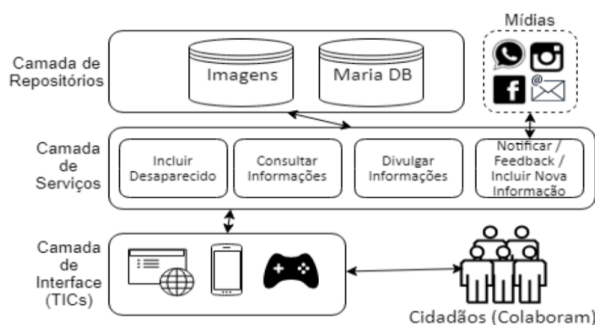 Mídias
Camada de
Repositórios
Imagens
Maria DB
Camada
de
Serviços
Incluir
Desaparecido
Consultar
Informações
Divulgar
Informações
Notificar /
Feedback /
Incluir Nova
Informação
Camada
de
Interface
(TICs)
Cidadãos (Colaboram)